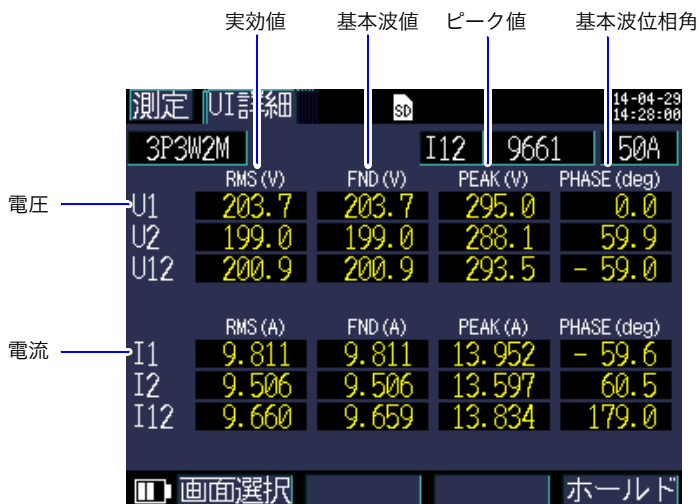 実効値 基本波値 ピーク値 基本波位相角
測定 UI詳細 SD 14-04-29
14:28:00
3P3W2M I12 9661 50A
RMS(V) FND(V) PEAK(V) PHASE(deg)
電圧 U1 203.7 203.7 295.0 0.0
U2 199.0 199.0 288.1 59.9
U12 200.9 200.9 293.5 - 59.0
RMS(A) FND(A) PEAK(A) PHASE(deg)
電流 I1 9.811 9.811 13.952 - 59.6
I2 9.506 9.506 13.597 60.5
I12 9.660 9.659 13.834 179.0
画面選択 ホールド